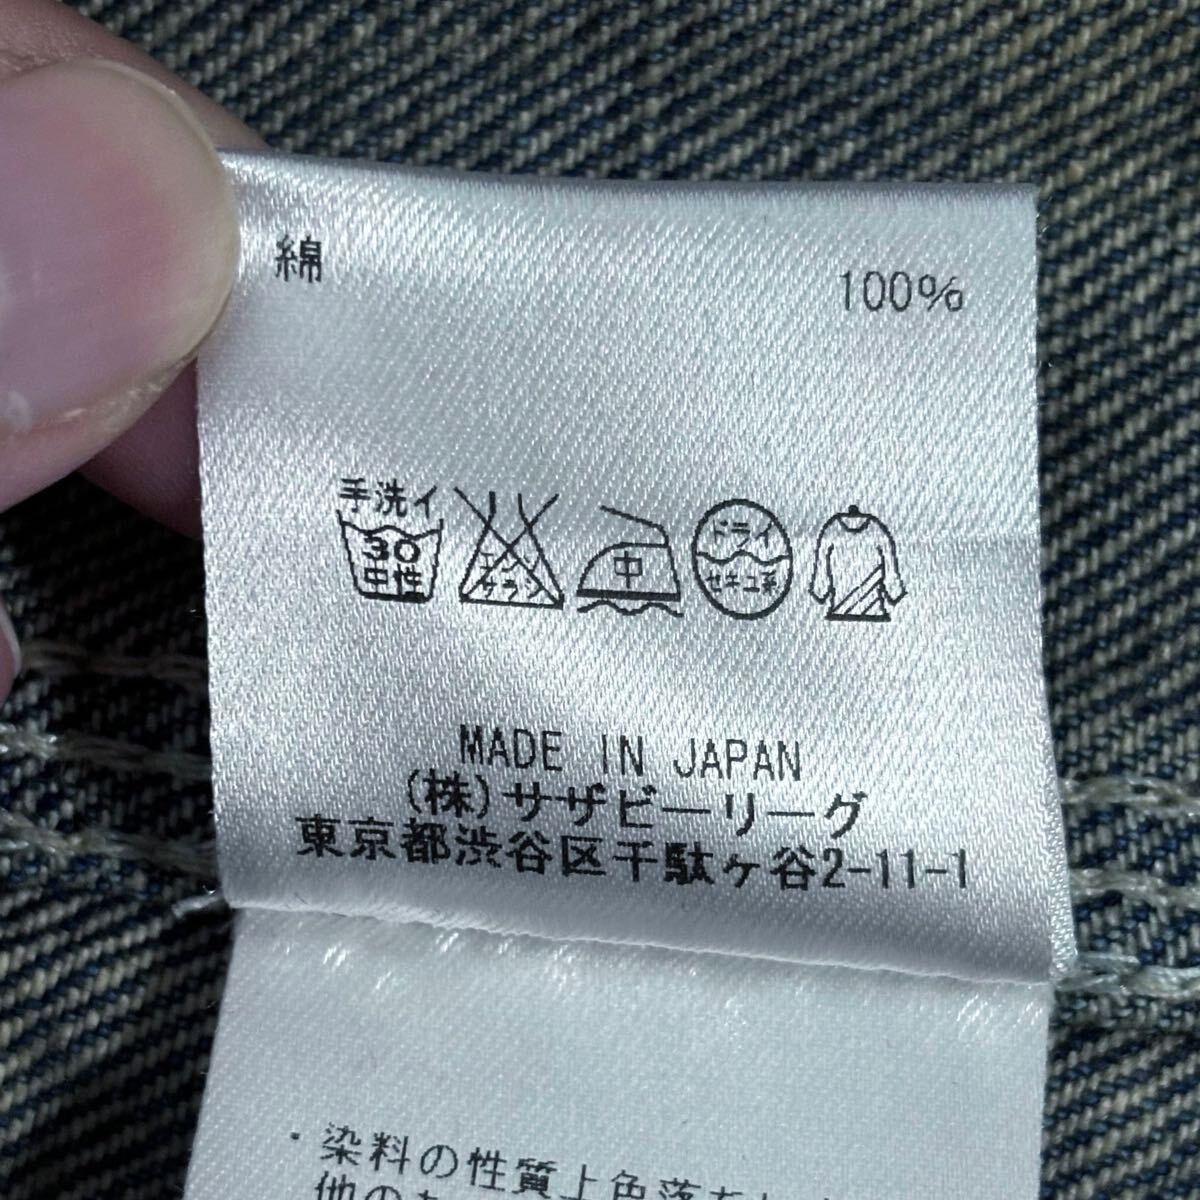 綿 100%
手洗イ
30 中 ドライ
中性 エンソ サラシ セキユ系
MADE IN JAPAN
(株)サザビーリーグ
東京都渋谷区千駄ヶ谷2-11-1
・染料の性質上色落
他の